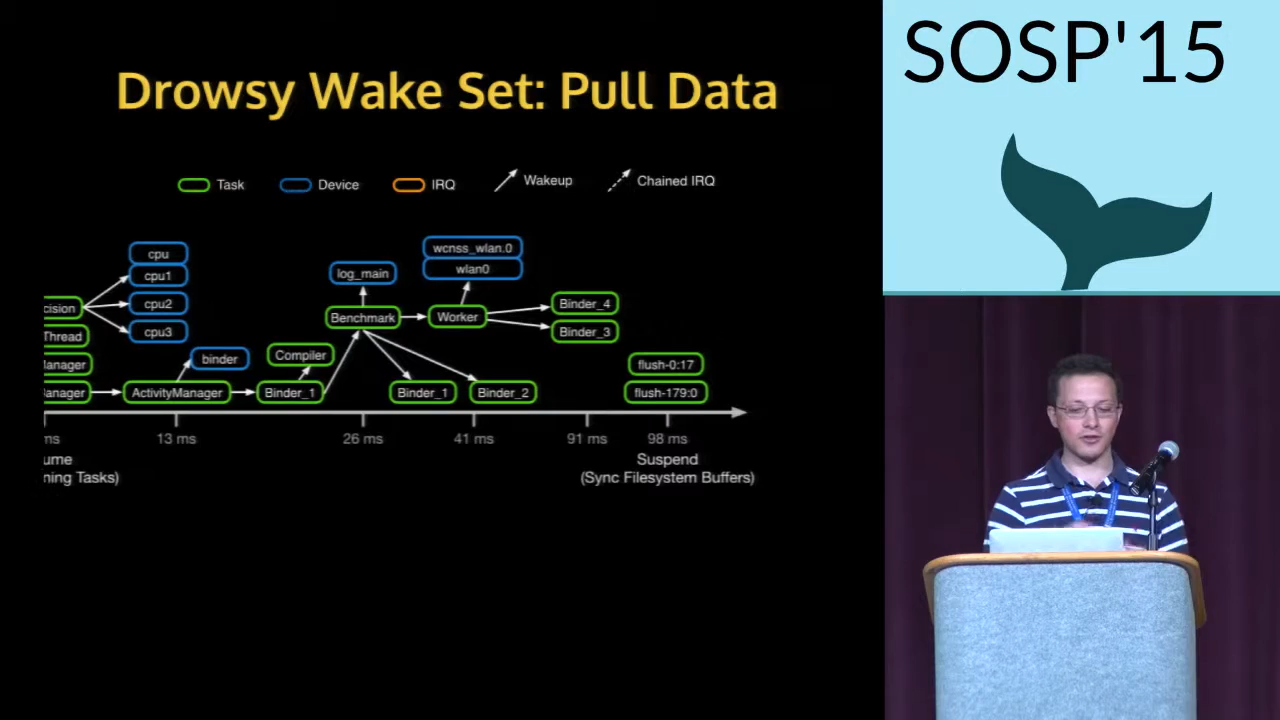 SOSP'15
Drowsy Wake Set: Pull Data
Task
Device
IRQ
Wakeup
Chained IRQ
cpu
cpu1
cpu2
cpu3
cision
Thread
lanager
lanager
binder
ActivityManager
Compiler
Binder_1
log_main
Benchmark
wcnss_wlan.0
wlan0
Worker
Binder_1
Binder_2
Binder_4
Binder_3
flush-0:17
flush-179:0
ms
13 ms
26 ms
41 ms
91 ms
98 ms
ume
ning Tasks)
Suspend
(Sync Filesystem Buffers)